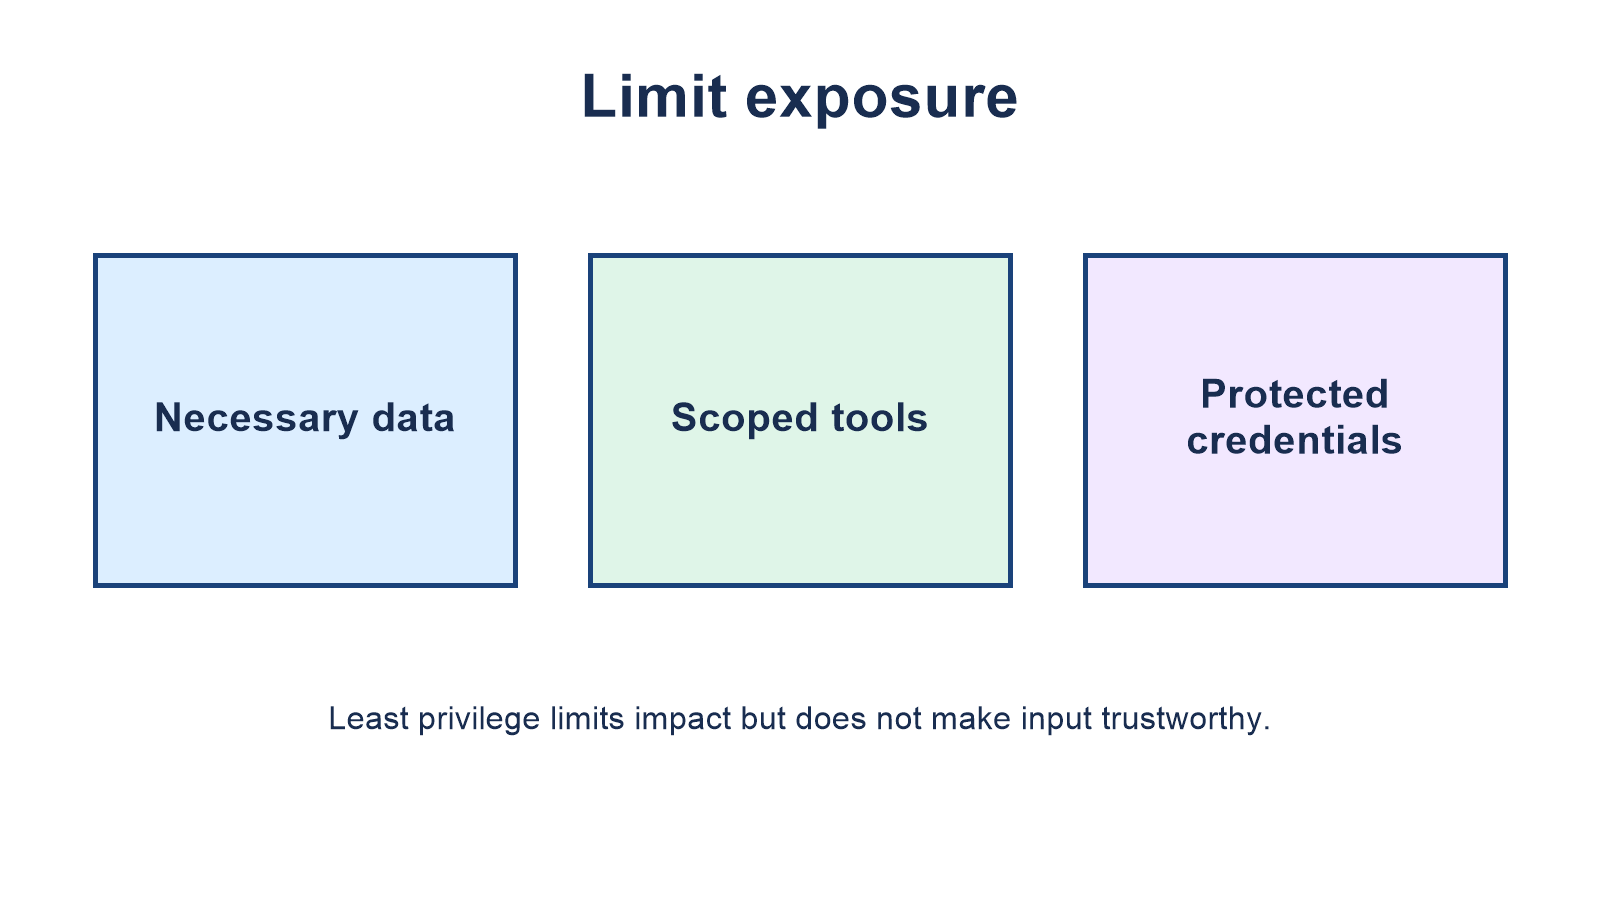 Limit exposure
Necessary data
Scoped tools
Protected
credentials
Least privilege limits impact but does not make input trustworthy.